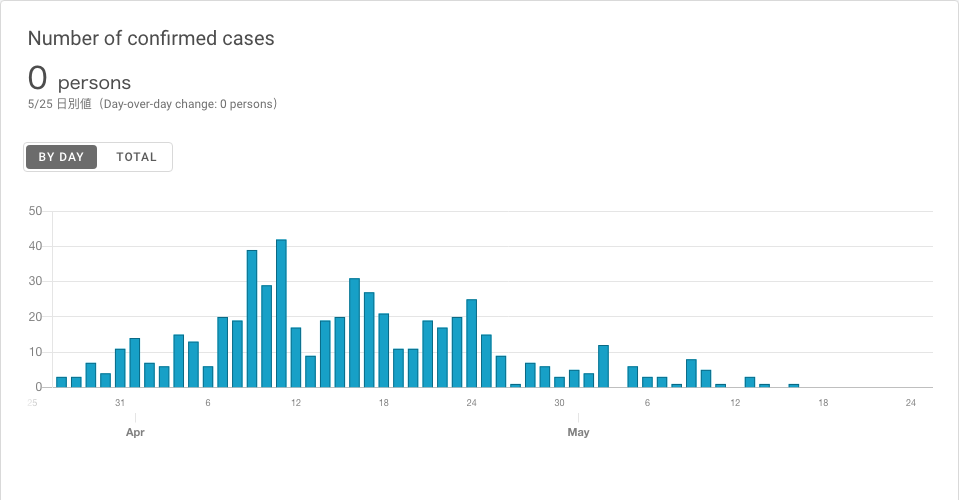 Number of confirmed cases
0 persons
5/25 日別値（Day-over-day change: 0 persons）
BY DAY TOTAL
50
40
30
20
10
0
25 31 6 12 18 24 30 6 12 18 24
Apr May